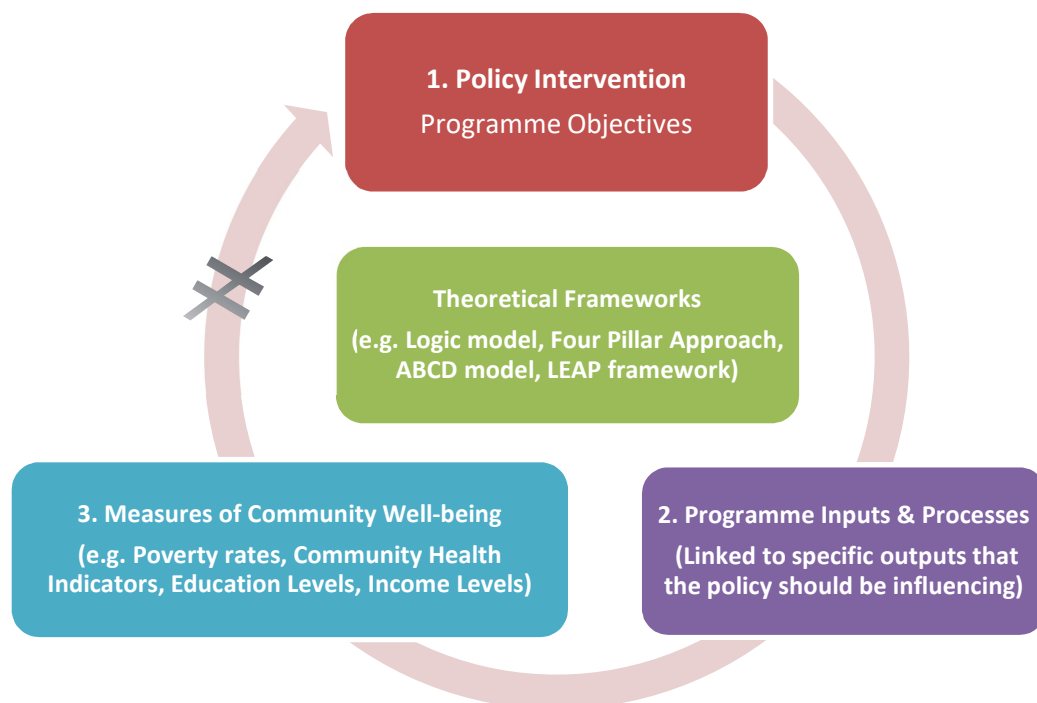 1. Policy Intervention
Programme Objectives
Theoretical Frameworks
(e.g. Logic model, Four Pillar Approach,
ABCD model, LEAP framework)
3. Measures of Community Well-being
(e.g. Poverty rates, Community Health
Indicators, Education Levels, Income Levels)
2. Programme Inputs & Processes
(Linked to specific outputs that
the policy should be influencing)